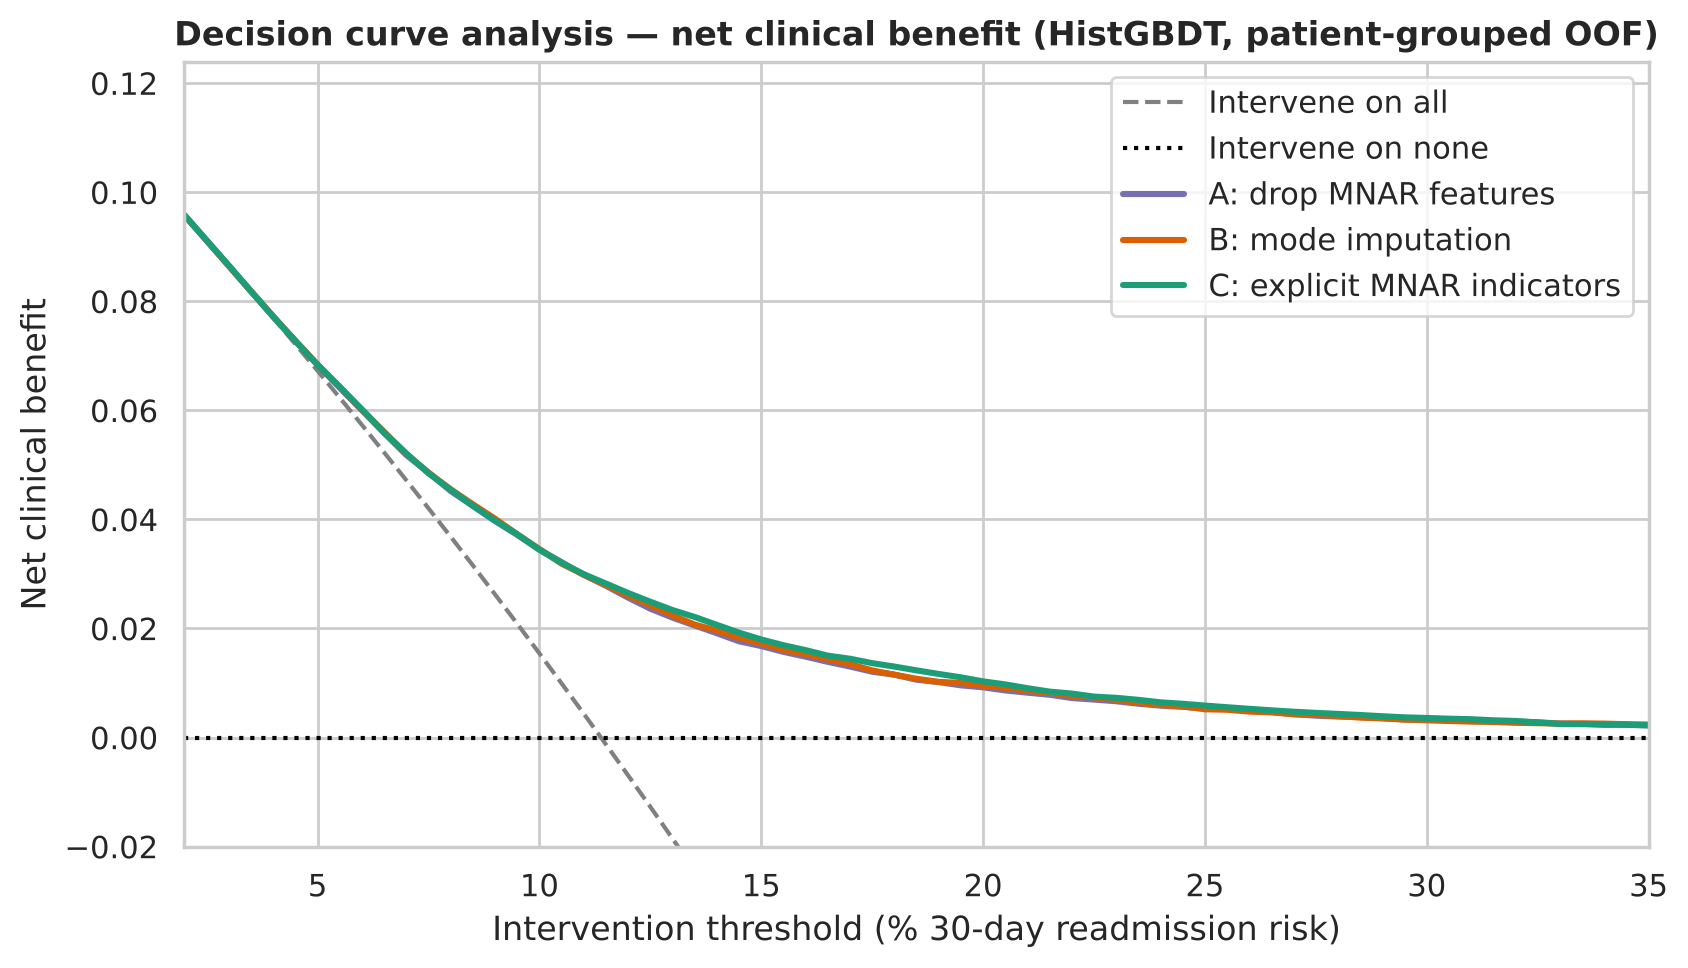 Decision curve analysis — net clinical benefit (HistGBDT, patient-grouped OOF)
Intervene on all
Intervene on none
A: drop MNAR features
B: mode imputation
C: explicit MNAR indicators
Net clinical benefit
0.12
0.10
0.08
0.06
0.04
0.02
0.00
−0.02
5 10 15 20 25 30 35
Intervention threshold (% 30-day readmission risk)